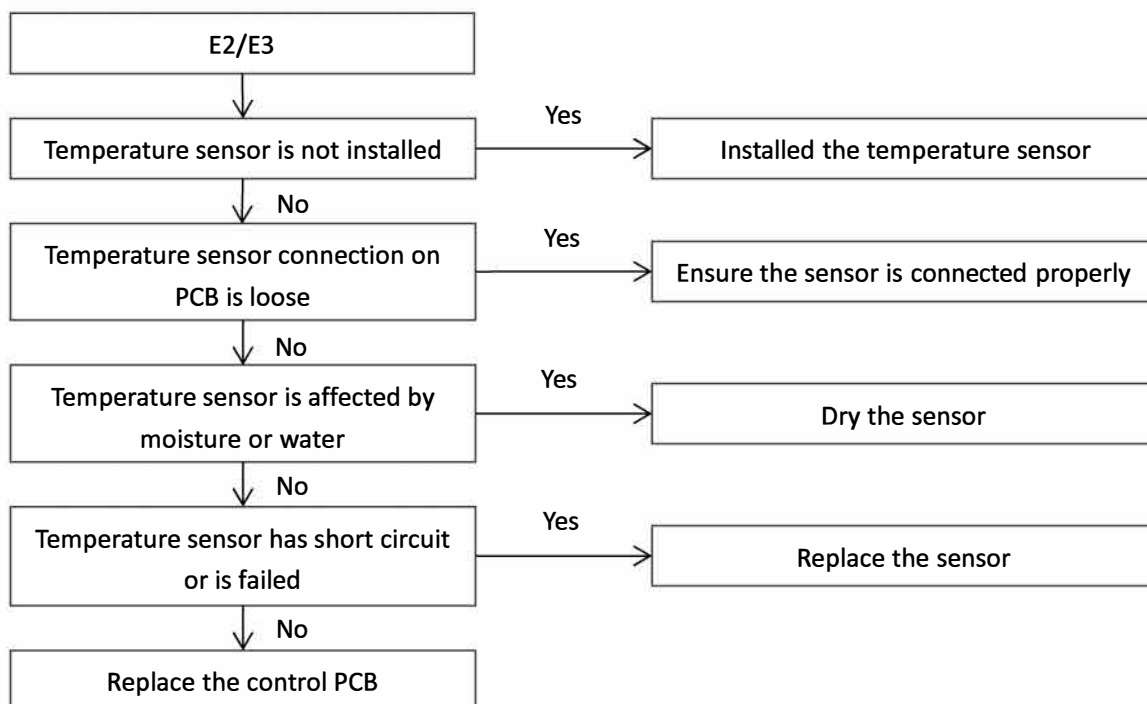 E2/E3
Temperature sensor is not installed
Yes
Installed the temperature sensor
No
Temperature sensor connection on
PCB is loose
Yes
Ensure the sensor is connected properly
No
Temperature sensor is affected by
moisture or water
Yes
Dry the sensor
No
Temperature sensor has short circuit
or is failed
Yes
Replace the sensor
No
Replace the control PCB